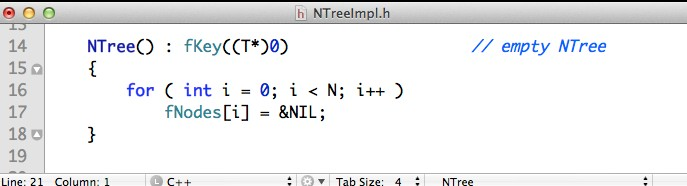 NTreeImpl.h
14 NTree() : fKey((T*)0) // empty NTree
15 {
16 for ( int i = 0; i < N; i++ )
17 fNodes[i] = &NIL;
18 }
19
Line: 21 Column: 1 L C++ Tab Size: 4 NTree